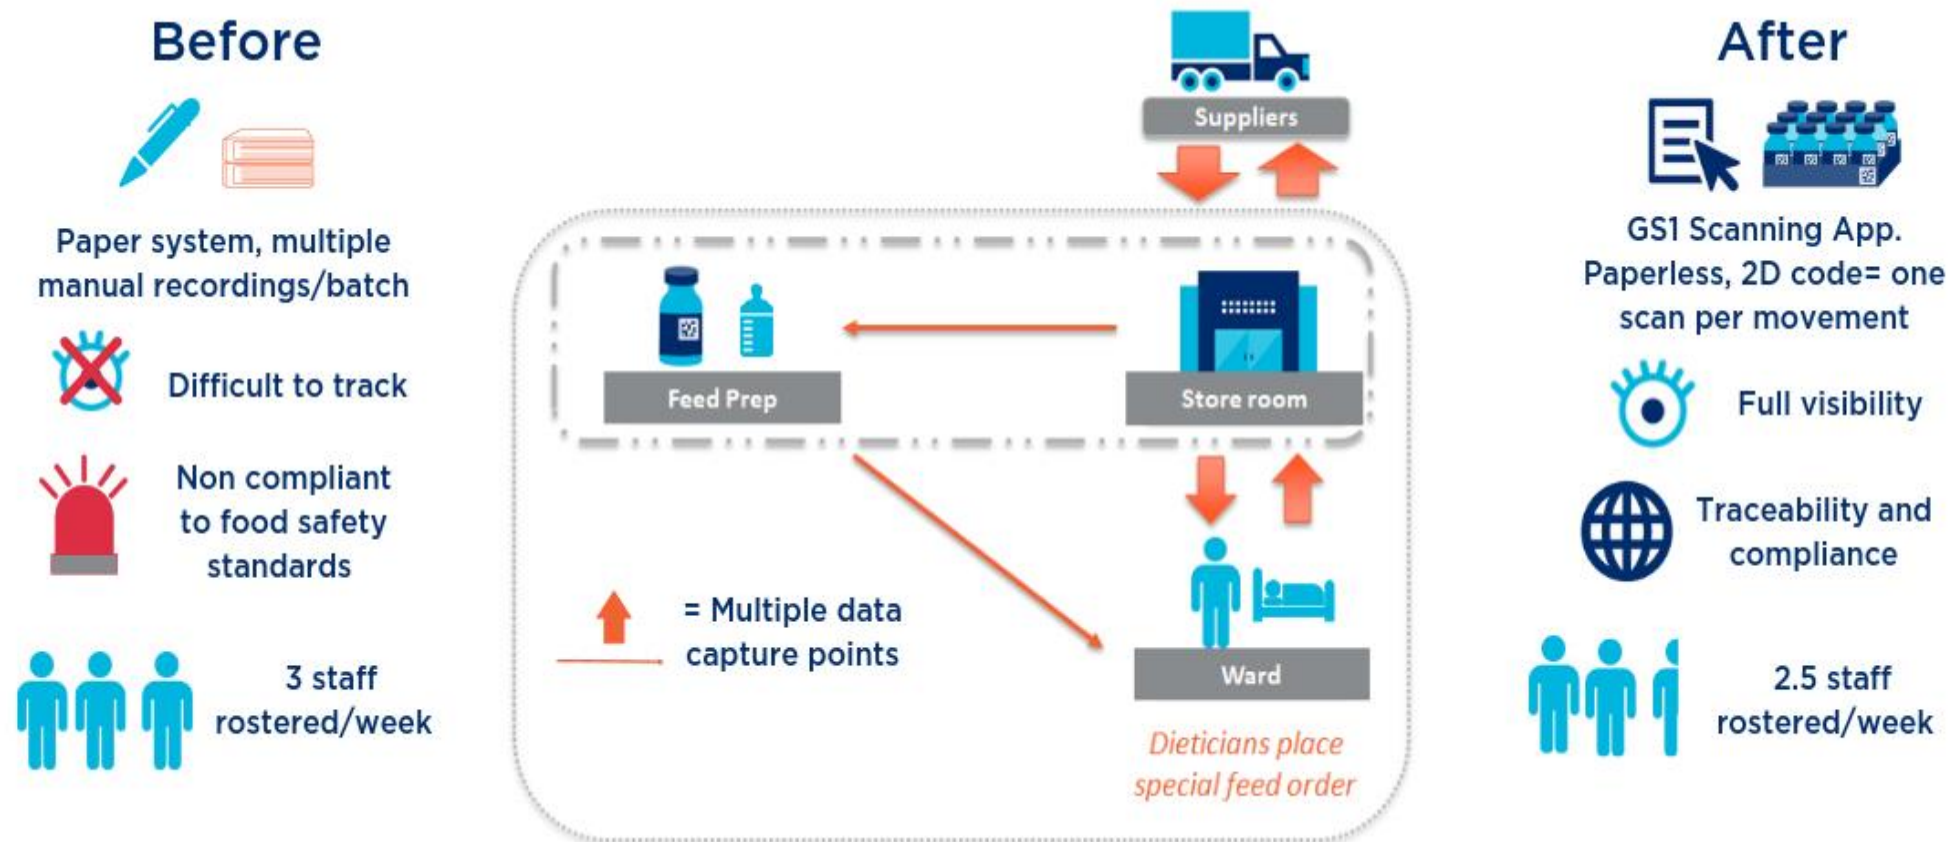 Before
Paper system, multiple
manual recordings/batch
Difficult to track
Non compliant
to food safety
standards
3 staff
rostered/week
Suppliers
Feed Prep
Store room
= Multiple data
capture points
Ward
Dieticians place
special feed order
After
GS1 Scanning App.
Paperless, 2D code= one
scan per movement
Full visibility
Traceability and
compliance
2.5 staff
rostered/week